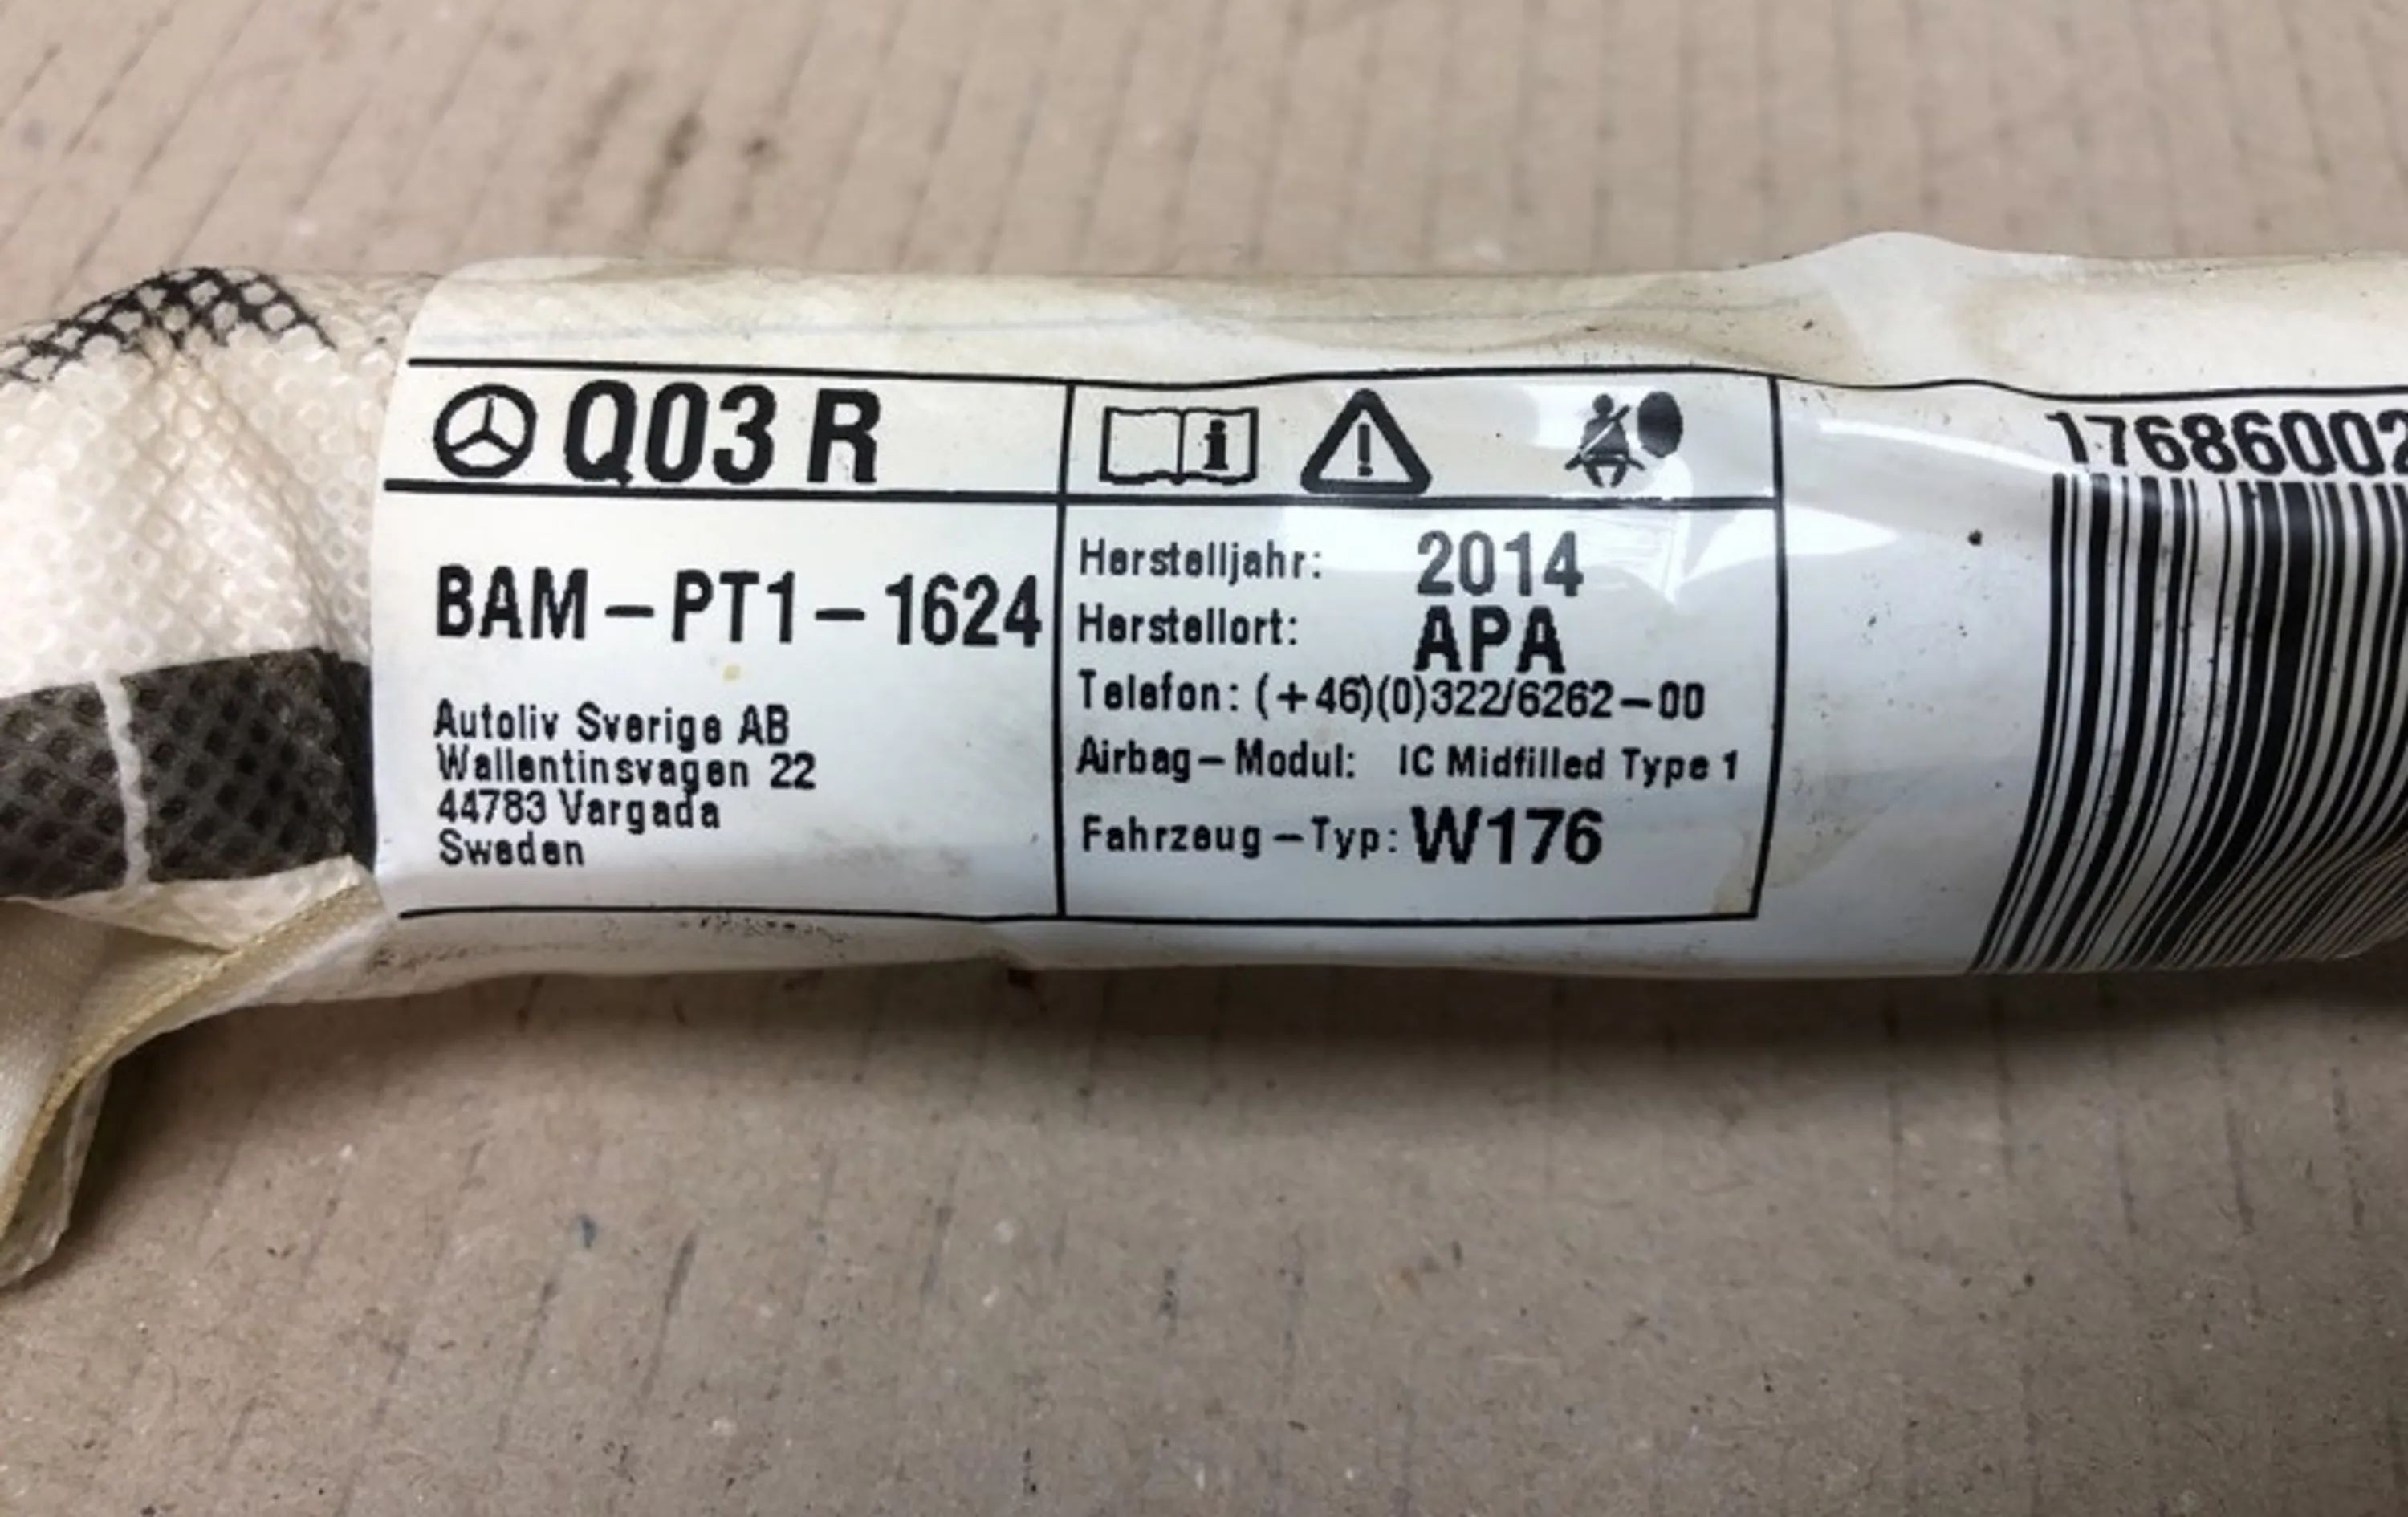 Q03 R
BAM-PT1-1624
Autoliv Sverige AB
Wallentinsvagen 22
44783 Vargada
Sweden
Herstelljahr: 2014
Herstellort: APA
Telefon: (+46)(0)322/6262-00
Airbag-Modul: IC Midfilled Type 1
Fahrzeug-Typ: W176
17686002